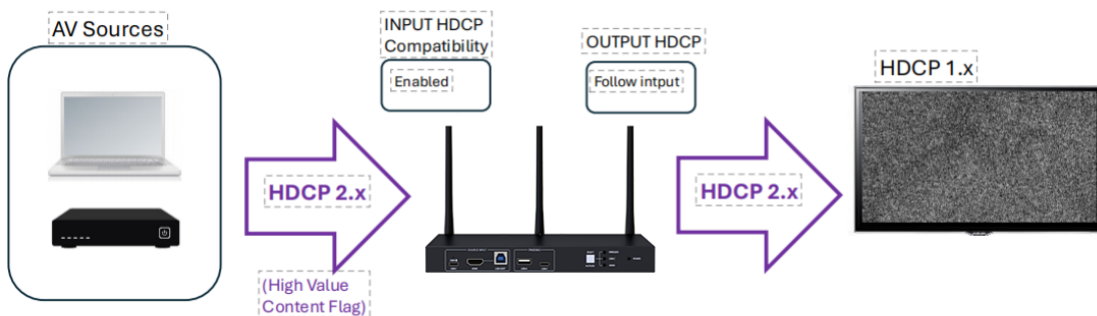 AV Sources
INPUT HDCP
Compatibility
Enabled
OUTPUT HDCP
Follow intput
HDCP 1.x
HDCP 2.x
HDCP 2.x
(High Value
Content Flag)